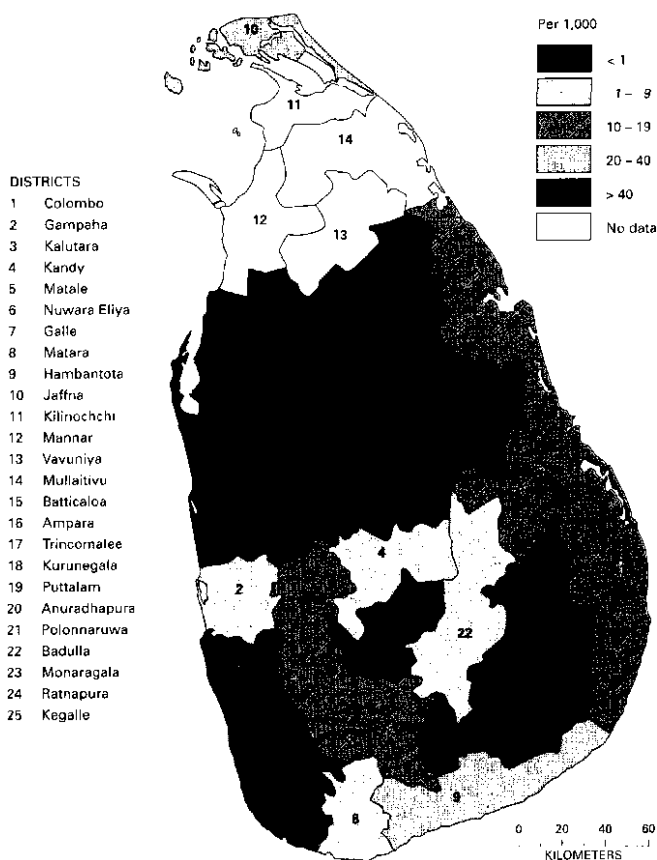 Per 1,000
< 1
1 – 9
10 – 19
20 – 40
> 40
No data
DISTRICTS
1 Colombo
2 Gampaha
3 Kalutara
4 Kandy
5 Matale
6 Nuwara Eliya
7 Galle
8 Matara
9 Hambantota
10 Jaffna
11 Kilinochchi
12 Mannar
13 Vavuniya
14 Mullaitivu
15 Batticaloa
16 Ampara
17 Trincomalee
18 Kurunegala
19 Puttalam
20 Anuradhapura
21 Polonnaruwa
22 Badulla
23 Monaragala
24 Ratnapura
25 Kegalle
10
11
14
12
13
4
2
22
9
8
0 20 40 60
KILOMETERS